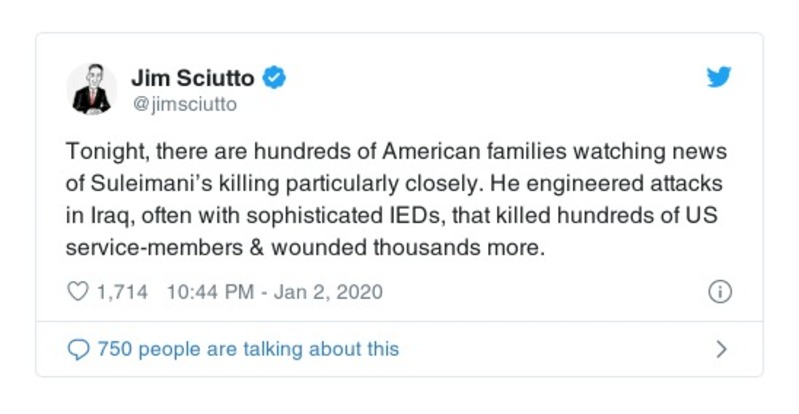 Jim Sciutto
@jimsciutto
Tonight, there are hundreds of American families watching news
of Suleimani’s killing particularly closely. He engineered attacks
in Iraq, often with sophisticated IEDs, that killed hundreds of US
service-members & wounded thousands more.
1,714 10:44 PM - Jan 2, 2020
750 people are talking about this